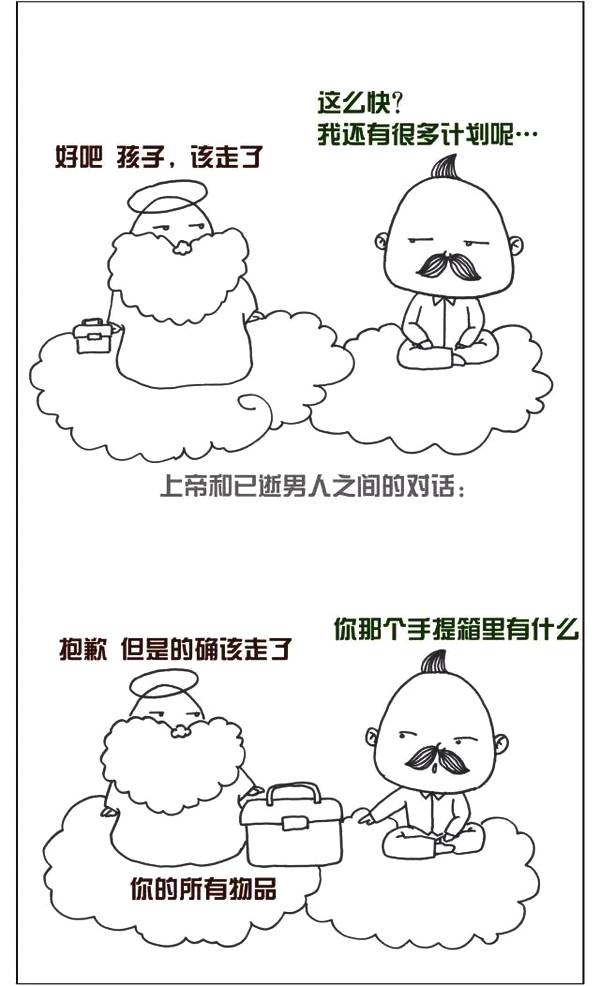 好吧 孩子，该走了
这么快？
我还有很多计划呢…
上帝和已逝男人之间的对话：
抱歉 但是的确该走了
你那个手提箱里有什么
你的所有物品